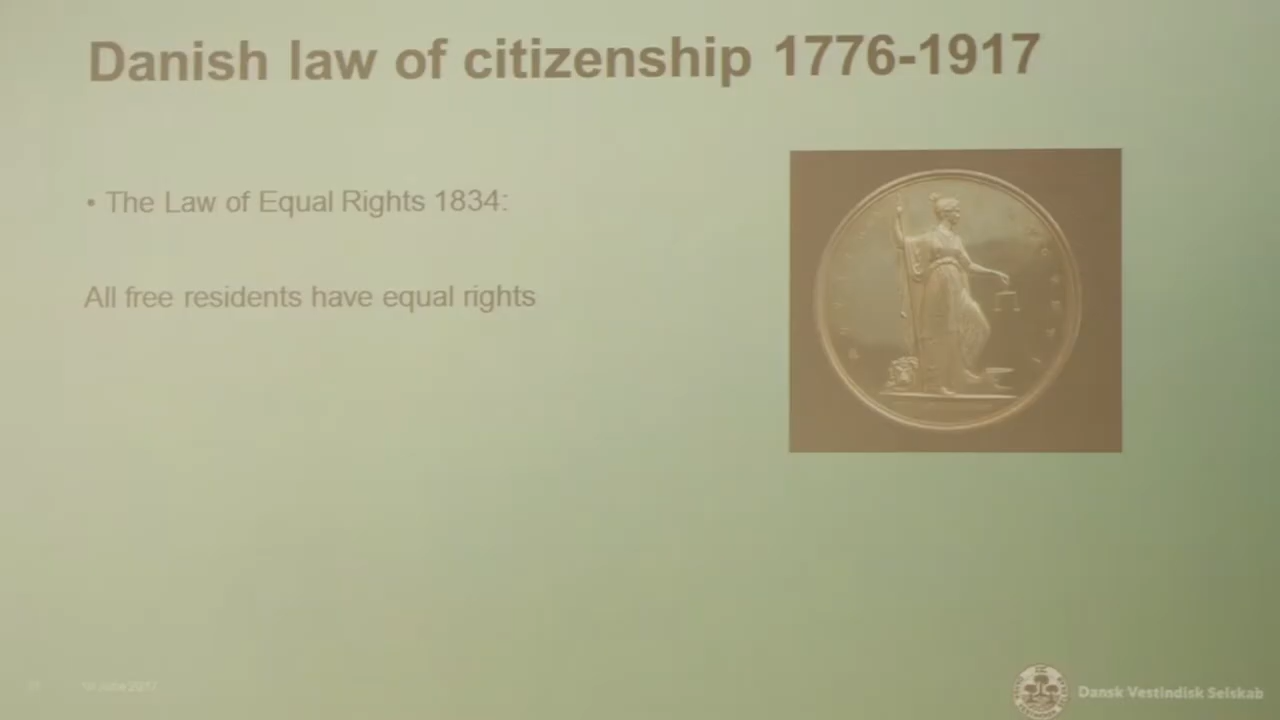 Danish law of citizenship 1776-1917
• The Law of Equal Rights 1834:
All free residents have equal rights
Dansk Vestindisk Selskab